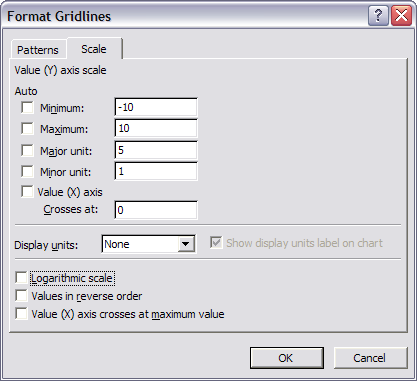 Format Gridlines
Patterns Scale
Value (Y) axis scale
Auto
Minimum: -10
Maximum: 10
Major unit: 5
Minor unit: 1
Value (X) axis
Crosses at: 0
Display units: None Show display units label on chart
Logarithmic scale
Values in reverse order
Value (X) axis crosses at maximum value
OK Cancel